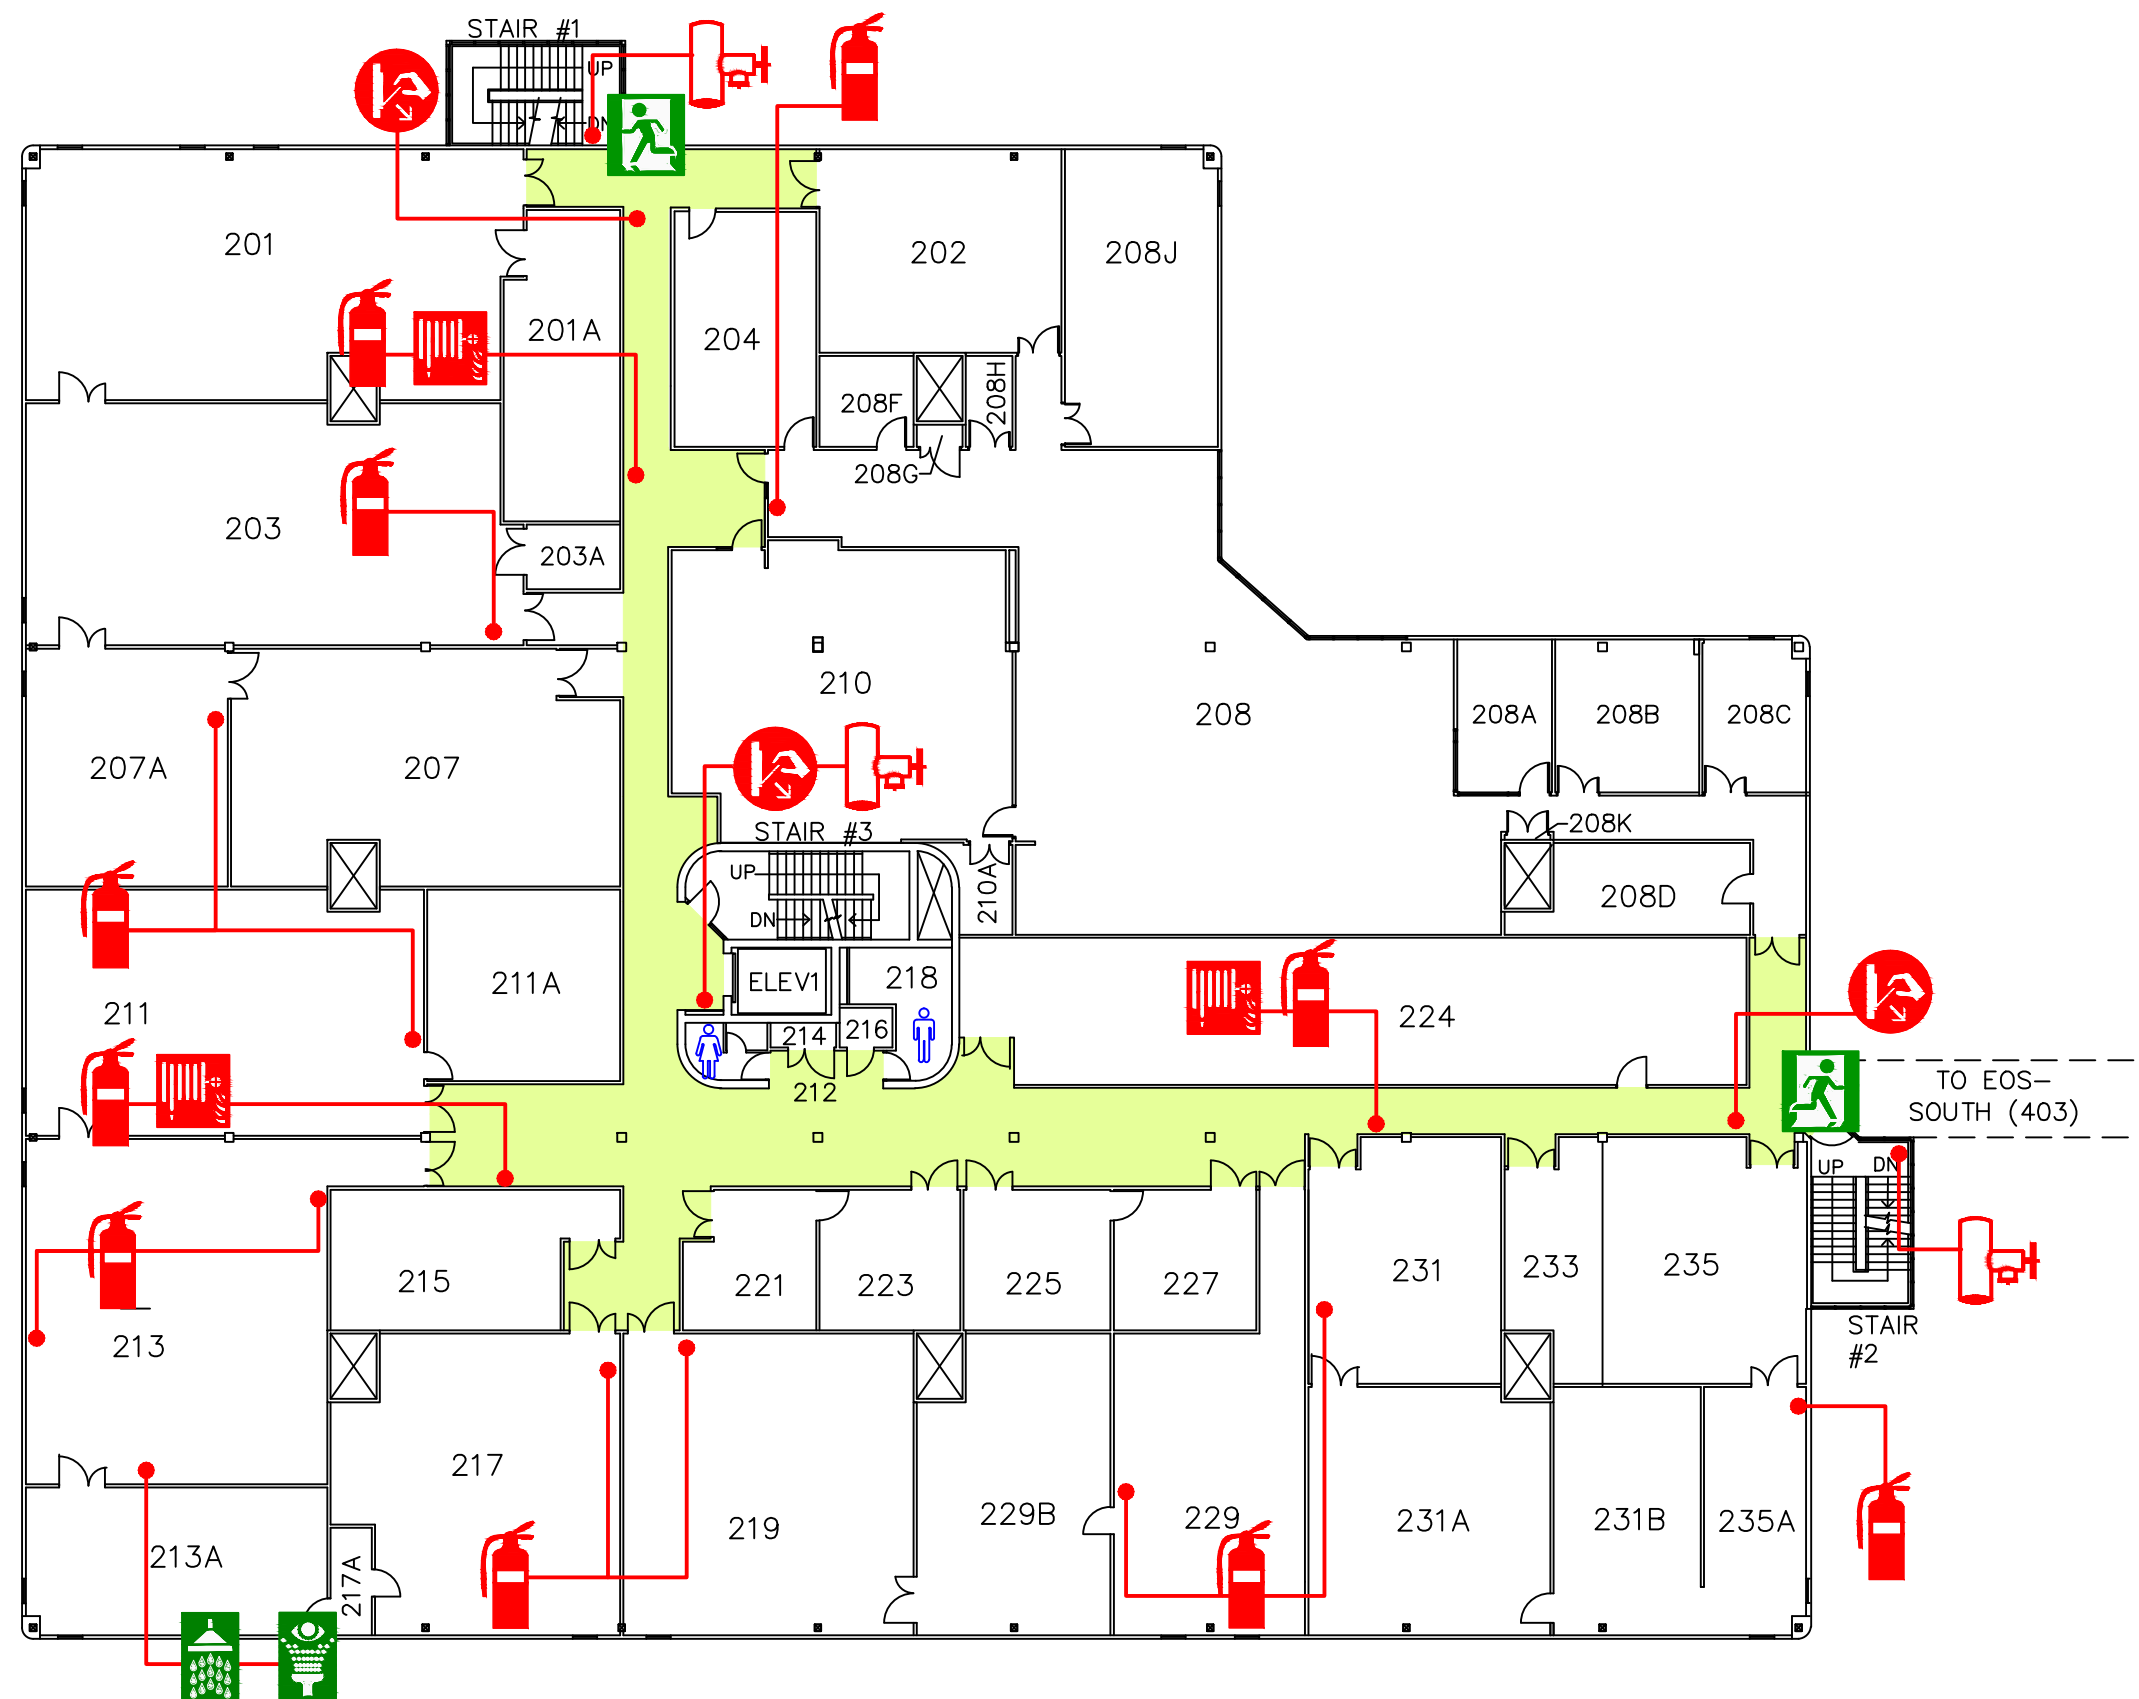 STAIR #1
UP
DN
201
202
208J
201A
204
208F
208H
208G
203
203A
210
208
208A
208B
208C
207A
207
STAIR #3
208K
UP
210A
208D
DN
211A
ELEV1
218
211
214
216
224
212
TO EOS-
SOUTH (403)
UP
DN
215
221
223
225
227
231
233
235
213
STAIR
#2
217
219
229B
229
231A
231B
235A
213A
217A